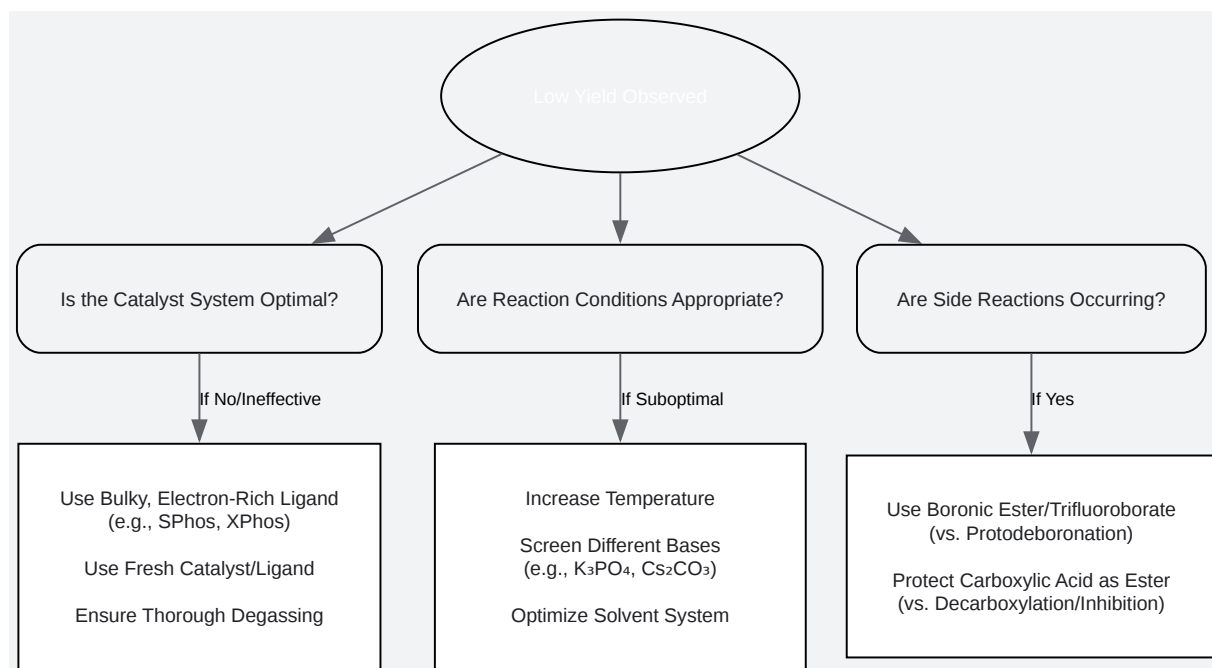 Low Yield Observed
Is the Catalyst System Optimal?
Are Reaction Conditions Appropriate?
Are Side Reactions Occurring?
If No/Ineffective
If Suboptimal
If Yes
Use Bulky, Electron-Rich Ligand
(e.g., SPhos, XPhos)
Use Fresh Catalyst/Ligand
Ensure Thorough Degassing
Increase Temperature
Screen Different Bases
(e.g., K₃PO₄, Cs₂CO₃)
Optimize Solvent System
Use Boronic Ester/Trifluoroborate
(vs. Protodeboronation)
Protect Carboxylic Acid as Ester
(vs. Decarboxylation/Inhibition)